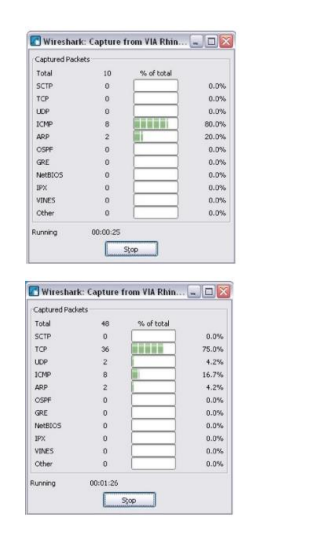 Wireshark: Capture from VIA Rhin...
Captured Packets
Total 10 % of total
SCTP 0 0.0%
TCP 0 0.0%
UDP 0 0.0%
ICMP 8 80.0%
ARP 2 20.0%
OSPF 0 0.0%
GRE 0 0.0%
NetBIOS 0 0.0%
IPX 0 0.0%
VINES 0 0.0%
Other 0 0.0%
Running 00:00:25
Stop
Wireshark: Capture from VIA Rhin...
Captured Packets
Total 48 % of total
SCTP 0 0.0%
TCP 36 75.0%
UDP 2 4.2%
ICMP 8 16.7%
ARP 2 4.2%
OSPF 0 0.0%
GRE 0 0.0%
NetBIOS 0 0.0%
IPX 0 0.0%
VINES 0 0.0%
Other 0 0.0%
Running 00:01:26
Stop